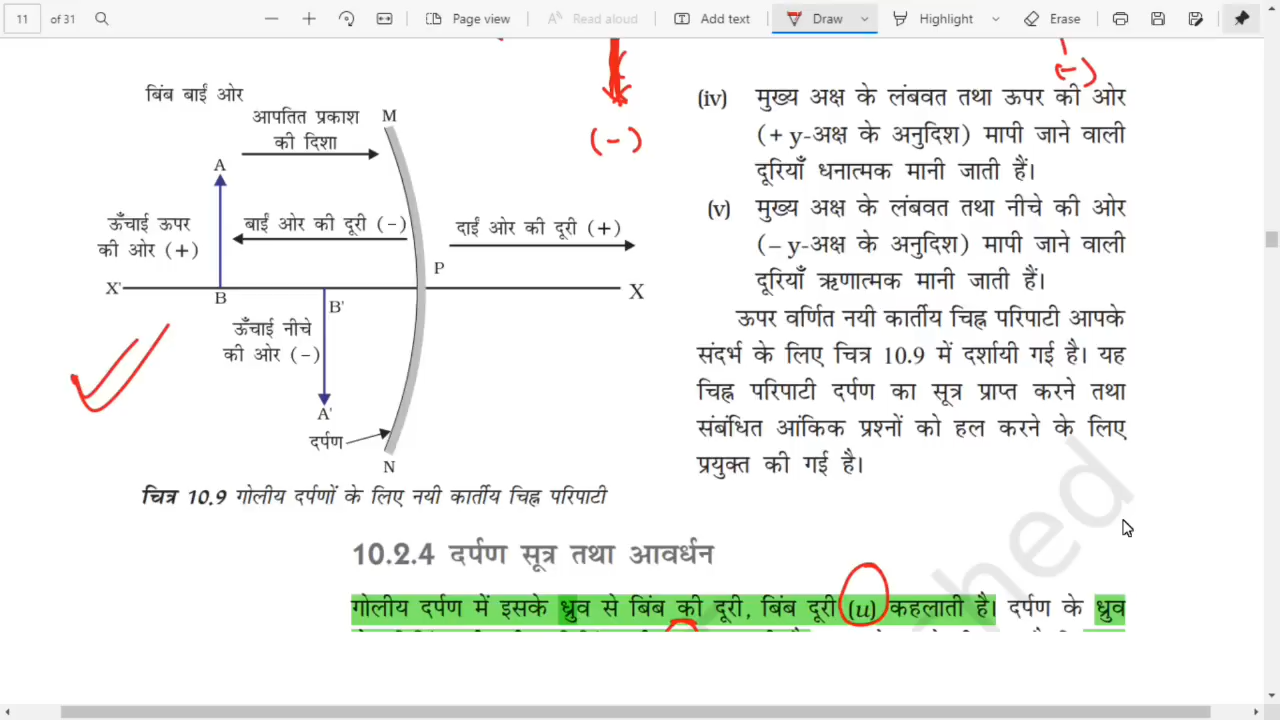 11 of 31
Page view
Read aloud
Add text
Draw
Highlight
Erase
बिंब बाईं ओर
आपतित प्रकाश
की दिशा
M
A
ऊँचाई ऊपर
की ओर (+)
बाईं ओर की दूरी (-)
दाईं ओर की दूरी (+)
P
X'
B
B'
X
ऊँचाई नीचे
की ओर (-)
A'
दर्पण
N
चित्र 10.9 गोलीय दर्पणों के लिए नयी कार्तीय चिह्न परिपाटी
(-)
(-)
(iv) मुख्य अक्ष के लंबवत तथा ऊपर की ओर
(+ y-अक्ष के अनुदिश) मापी जाने वाली
दूरियाँ धनात्मक मानी जाती हैं।
(v) मुख्य अक्ष के लंबवत तथा नीचे की ओर
(– y-अक्ष के अनुदिश) मापी जाने वाली
दूरियाँ ऋणात्मक मानी जाती हैं।
ऊपर वर्णित नयी कार्तीय चिह्न परिपाटी आपके
संदर्भ के लिए चित्र 10.9 में दर्शायी गई है। यह
चिह्न परिपाटी दर्पण का सूत्र प्राप्त करने तथा
संबंधित आंकिक प्रश्नों को हल करने के लिए
प्रयुक्त की गई है।
10.2.4 दर्पण सूत्र तथा आवर्धन
गोलीय दर्पण में इसके ध्रुव से बिंब की दूरी, बिंब दूरी (u) कहलाती है। दर्पण के ध्रुव